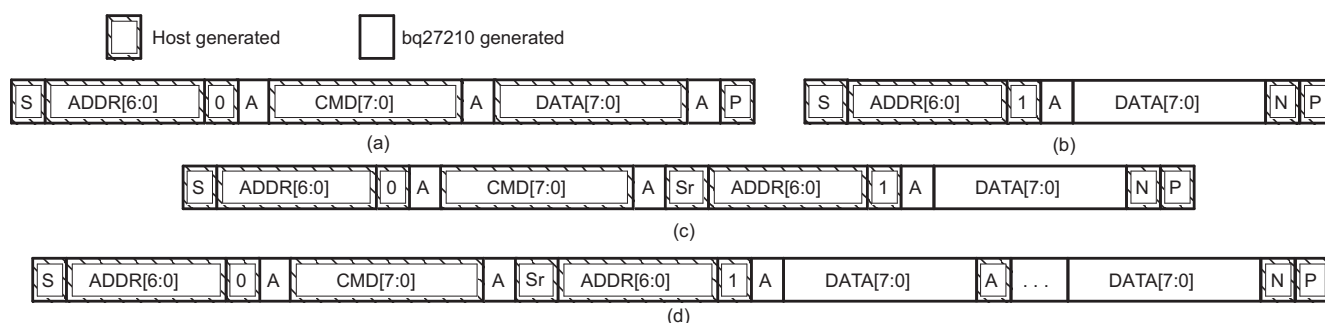 Host generated bq27210 generated
S ADDR[6:0] 0 A CMD[7:0] A DATA[7:0] A P S ADDR[6:0] 1 A DATA[7:0] N P
(a) (b)
S ADDR[6:0] 0 A CMD[7:0] A Sr ADDR[6:0] 1 A DATA[7:0] N P
(c)
S ADDR[6:0] 0 A CMD[7:0] A Sr ADDR[6:0] 1 A DATA[7:0] A . . . DATA[7:0] N P
(d)